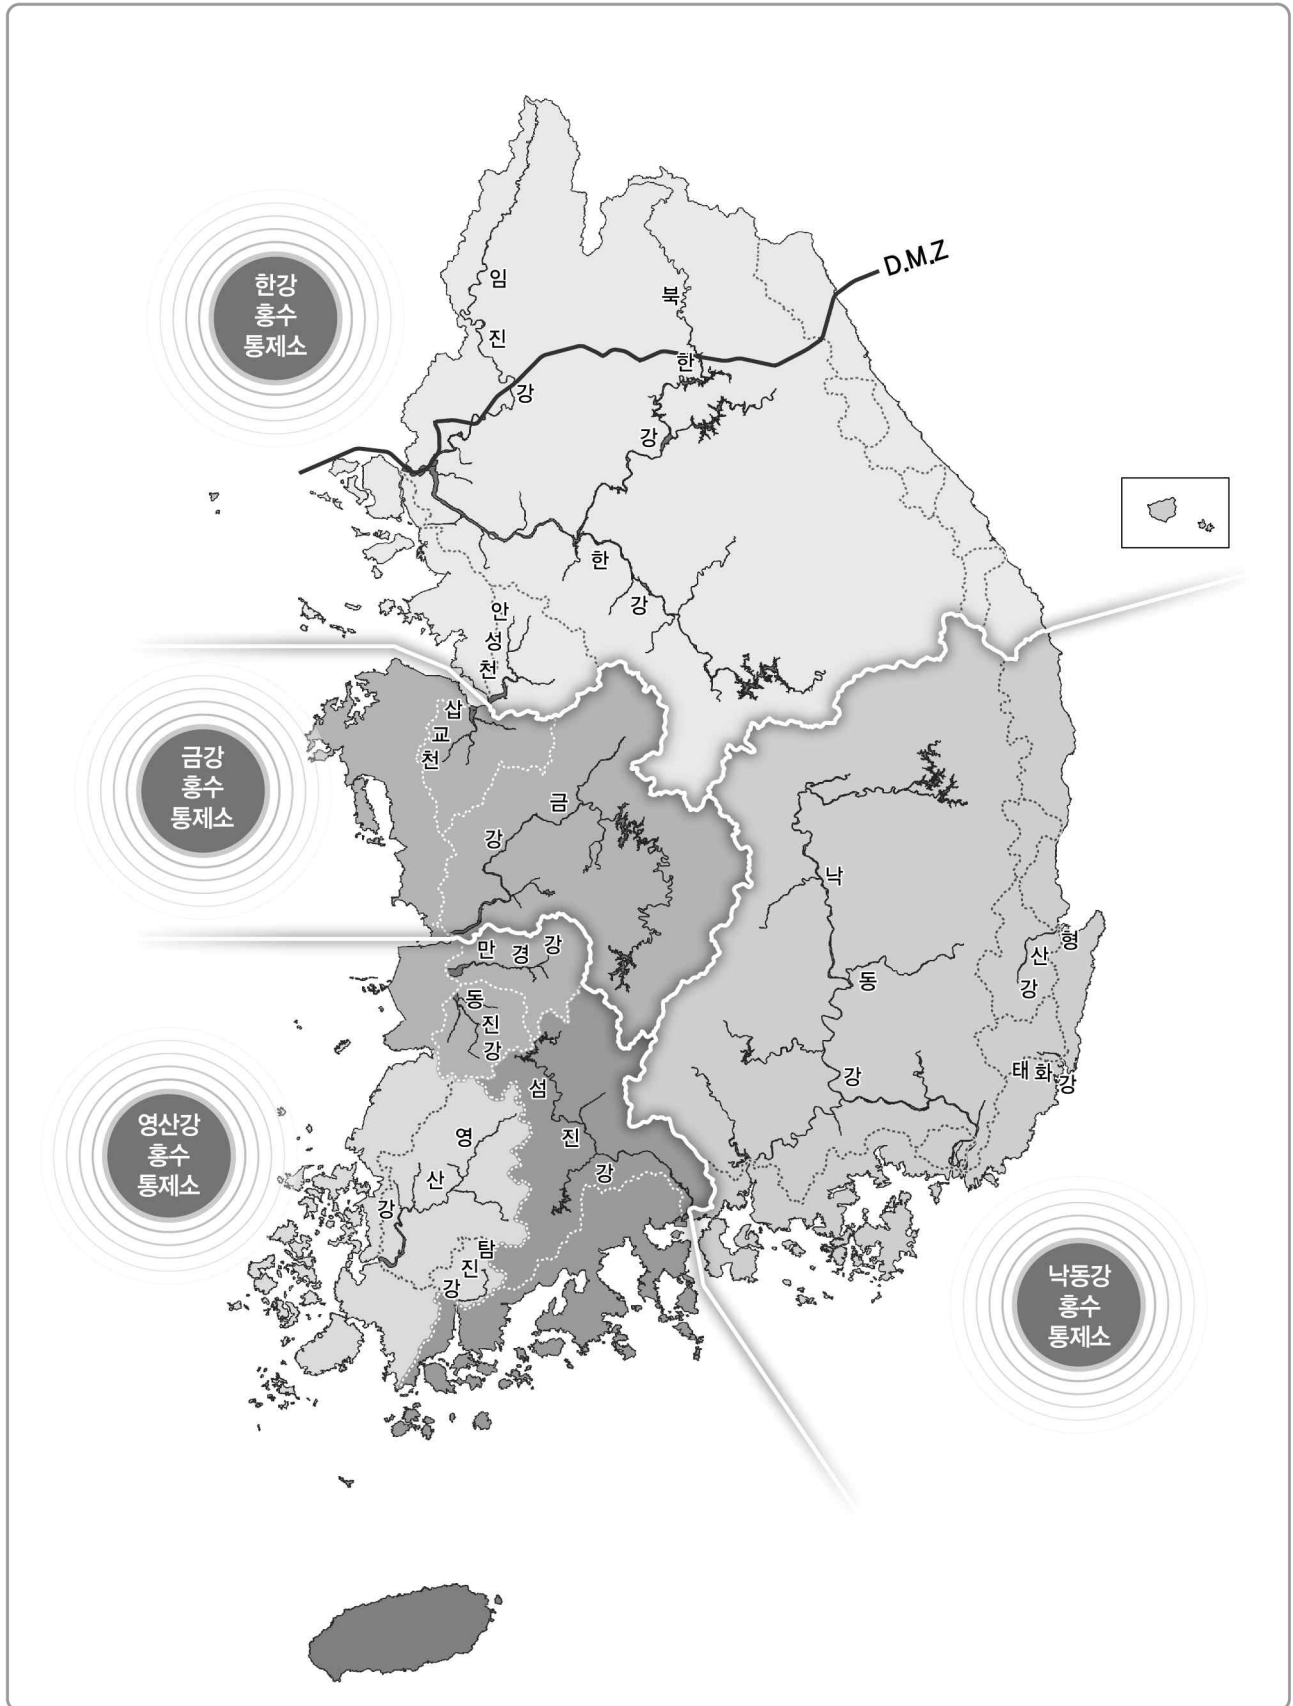 D.M.Z
한강
홍수
통제소
임
진
강
북
한
강
한
강
안
성
천
삽
교
천
금강
홍수
통제소
금
강
낙
동
강
만 경 강
동
진
강
형
산
강
태 화 강
섬
진
강
영산강
홍수
통제소
영
산
강
탐
진
강
낙동강
홍수
통제소